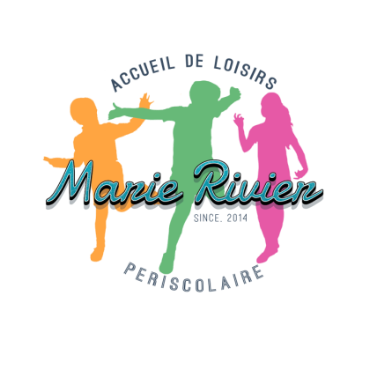 ACCUEIL DE LOISIRS
Marie Rivier
SINCE. 2014
PERISCOLAIRE